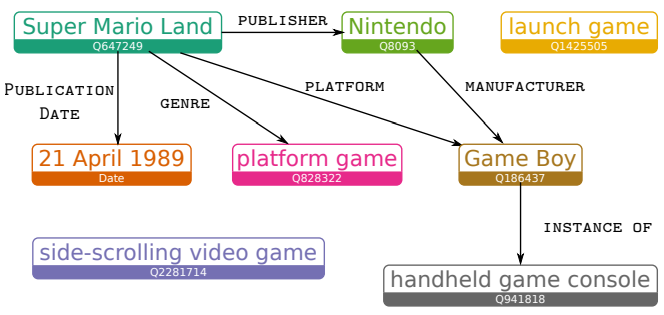 Super Mario Land
Q647249
PUBLISHER
Nintendo
Q8093
launch game
Q1425505
PUBLICATION
DATE
GENRE
PLATFORM
MANUFACTURER
21 April 1989
Date
platform game
Q828322
Game Boy
Q186437
INSTANCE OF
side-scrolling video game
Q2281714
handheld game console
Q941818